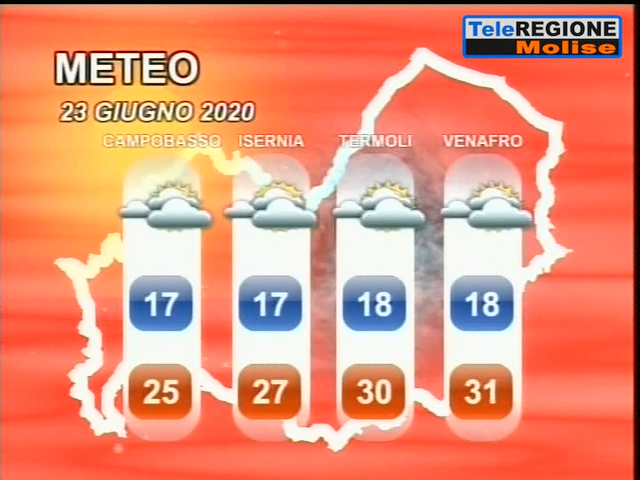 TeleREGIONE
Molise
METEO
23 GIUGNO 2020
CAMPOBASSO ISERNIA TERMOLI VENAFRO
17 17 18 18
25 27 30 31